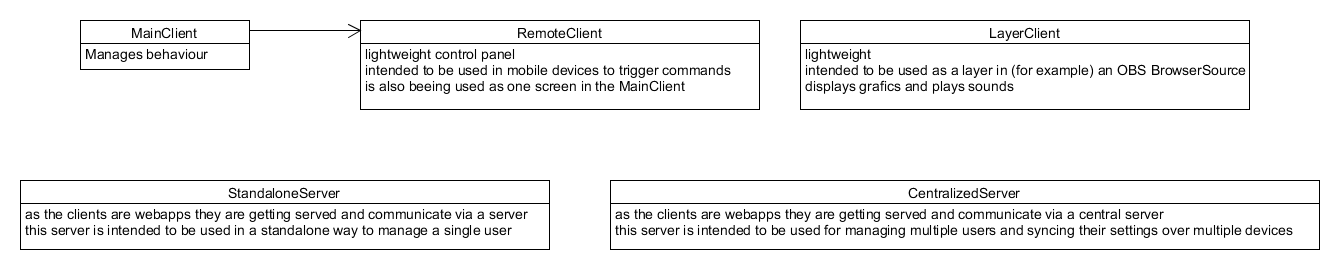 MainClient
Manages behaviour
RemoteClient
lightweight control panel
intended to be used in mobile devices to trigger commands
is also beeing used as one screen in the MainClient
LayerClient
lightweight
intended to be used as a layer in (for example) an OBS BrowserSource
displays grafics and plays sounds
StandaloneServer
as the clients are webapps they are getting served and communicate via a server
this server is intended to be used in a standalone way to manage a single user
CentralizedServer
as the clients are webapps they are getting served and communicate via a central server
this server is intended to be used for managing multiple users and syncing their settings over multiple devices